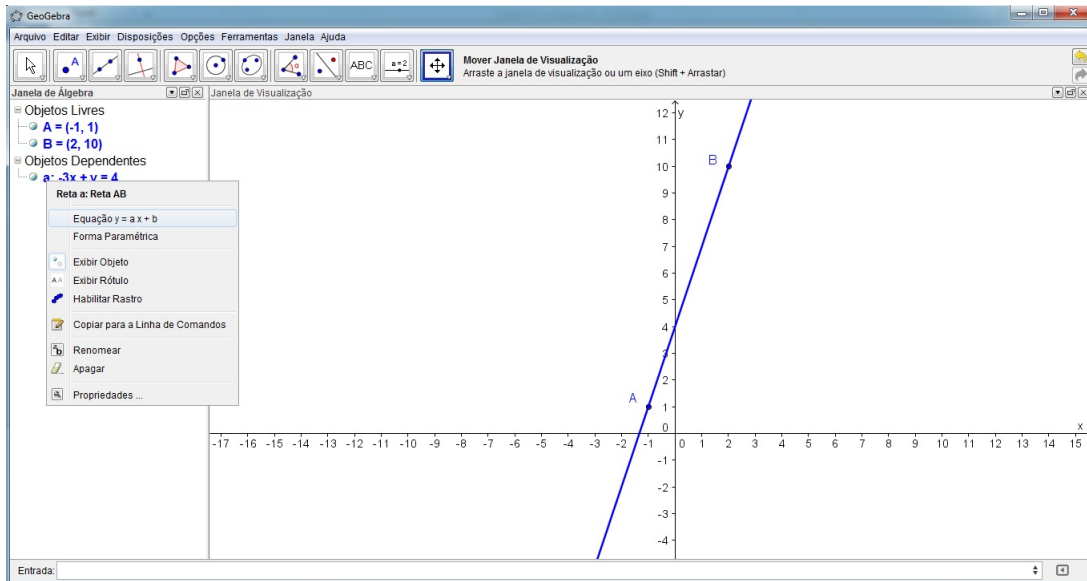 GeoGebra
Arquivo Editar Exibir Disposições Opções Ferramentas Janela Ajuda
A ABC a=2 Mover Janela de Visualização
Arraste a janela de visualização ou um eixo (Shift + Arrastar)
Janela de Álgebra
Janela de Visualização
Objetos Livres
A = (-1, 1)
B = (2, 10)
Objetos Dependentes
a: -3x + y = 4
Reta a: Reta AB
Equação y = a x + b
Forma Paramétrica
Exibir Objeto
AA Exibir Rótulo
Habilitar Rastro
Copiar para a Linha de Comandos
ab Renomear
Apagar
Propriedades ...
12 y
11
10
B
9
8
7
6
5
4
3
2
A
1
0
x
-17 -16 -15 -14 -13 -12 -11 -10 -9 -8 -7 -6 -5 -4 -3 -2 -1 0 1 2 3 4 5 6 7 8 9 10 11 12 13 14 15
-1
-2
-3
-4
Entrada: